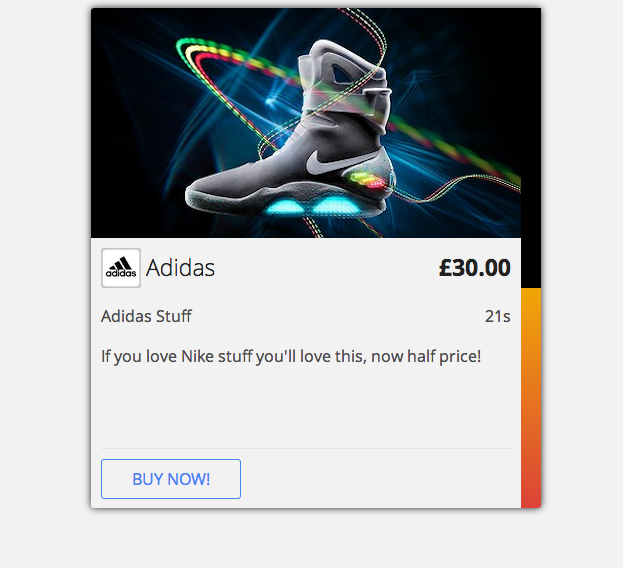 adidas
Adidas
£30.00
Adidas Stuff
21s
If you love Nike stuff you'll love this, now half price!
BUY NOW!